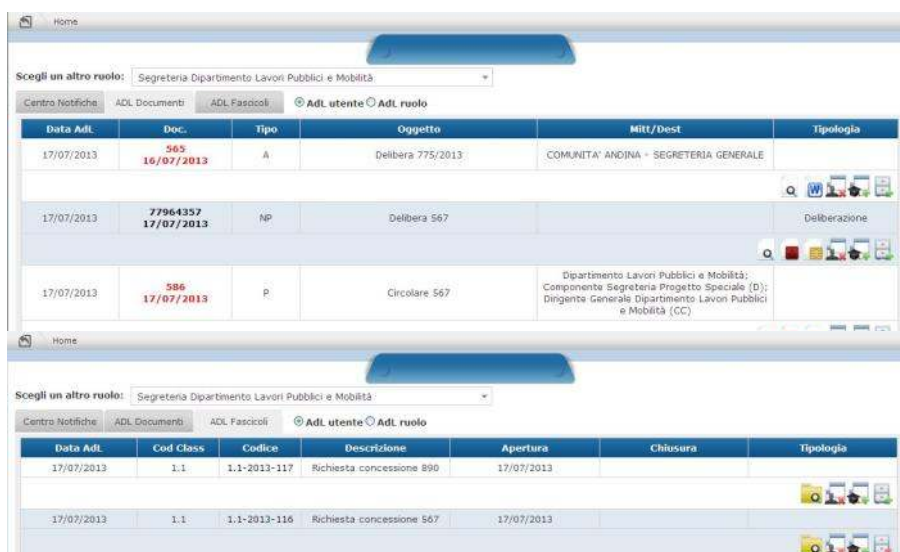 Home
Scegli un altro ruolo: Segreteria Dipartimento Lavori Pubblici e Mobilità
Centro Notifiche ADL Documenti ADL Fascicoli AdL utente AdL ruolo
Data AdL Doc. Tipo Oggetto Mitt/Dest Tipologia
17/07/2013 565 16/07/2013 A Delibera 775/2013 COMUNITA' ANDINA - SEGRETERIA GENERALE
17/07/2013 77964357 17/07/2013 NP Delibera 567 Deliberazione
17/07/2013 586 17/07/2013 P Circolare 567 Dipartimento Lavori Pubblici e Mobilità;
Componente Segreteria Progetto Speciale (D);
Dirigente Generale Dipartimento Lavori Pubblici
e Mobilità (CC)
Home
Scegli un altro ruolo: Segreteria Dipartimento Lavori Pubblici e Mobilità
Centro Notifiche ADL Documenti ADL Fascicoli AdL utente AdL ruolo
Data AdL Cod Class Codice Descrizione Apertura Chiusura Tipologia
17/07/2013 1.1 1.1-2013-117 Richiesta concessione 890 17/07/2013
17/07/2013 1.1 1.1-2013-116 Richiesta concessione 567 17/07/2013